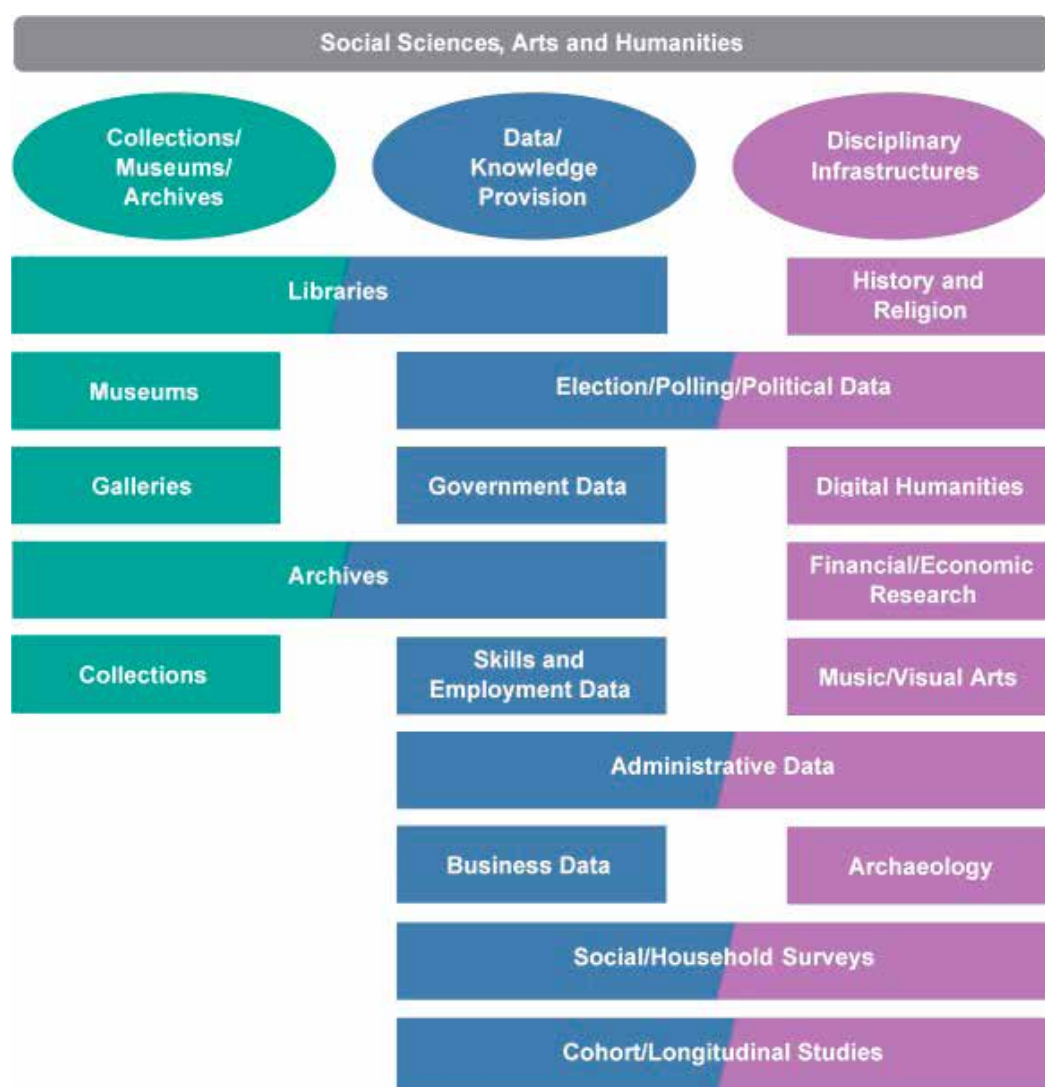 Social Sciences, Arts and Humanities
Collections/
Museums/
Archives
Data/
Knowledge
Provision
Disciplinary
Infrastructures
Libraries
History and
Religion
Museums
Election/Polling/Political Data
Galleries
Government Data
Digital Humanities
Archives
Financial/Economic
Research
Collections
Skills and
Employment Data
Music/Visual Arts
Administrative Data
Business Data
Archaeology
Social/Household Surveys
Cohort/Longitudinal Studies